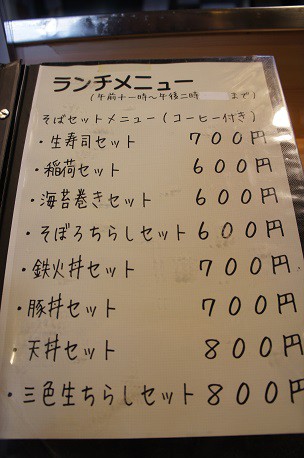 ランチメニュー
(午前十一時～午後二時 まで)
そばセットメニュー(コーヒー付き)
・生寿司セット 700円
・稲荷セット 600円
・海苔巻きセット 600円
・そぼろちらしセット 600円
・鉄火丼セット 700円
・豚丼セット 700円
・天丼セット 800円
・三色生ちらしセット 800円